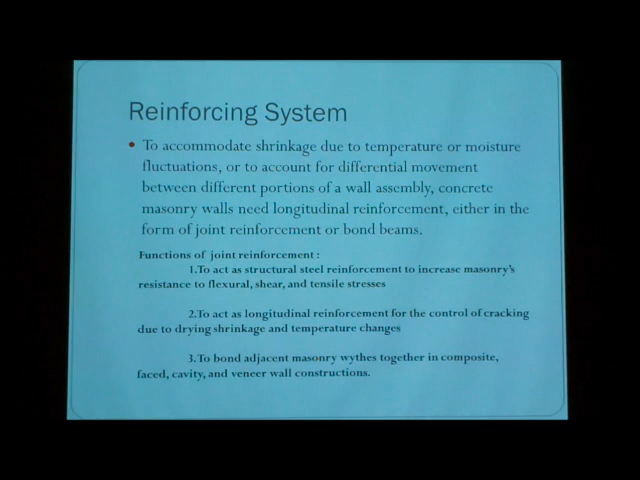 Reinforcing System
• To accommodate shrinkage due to temperature or moisture
fluctuations, or to account for differential movement
between different portions of a wall assembly, concrete
masonry walls need longitudinal reinforcement, either in the
form of joint reinforcement or bond beams.
Functions of joint reinforcement :
1.To act as structural steel reinforcement to increase masonry's
resistance to flexural, shear, and tensile stresses
2.To act as longitudinal reinforcement for the control of cracking
due to drying shrinkage and temperature changes
3.To bond adjacent masonry wythes together in composite,
faced, cavity, and veneer wall constructions.